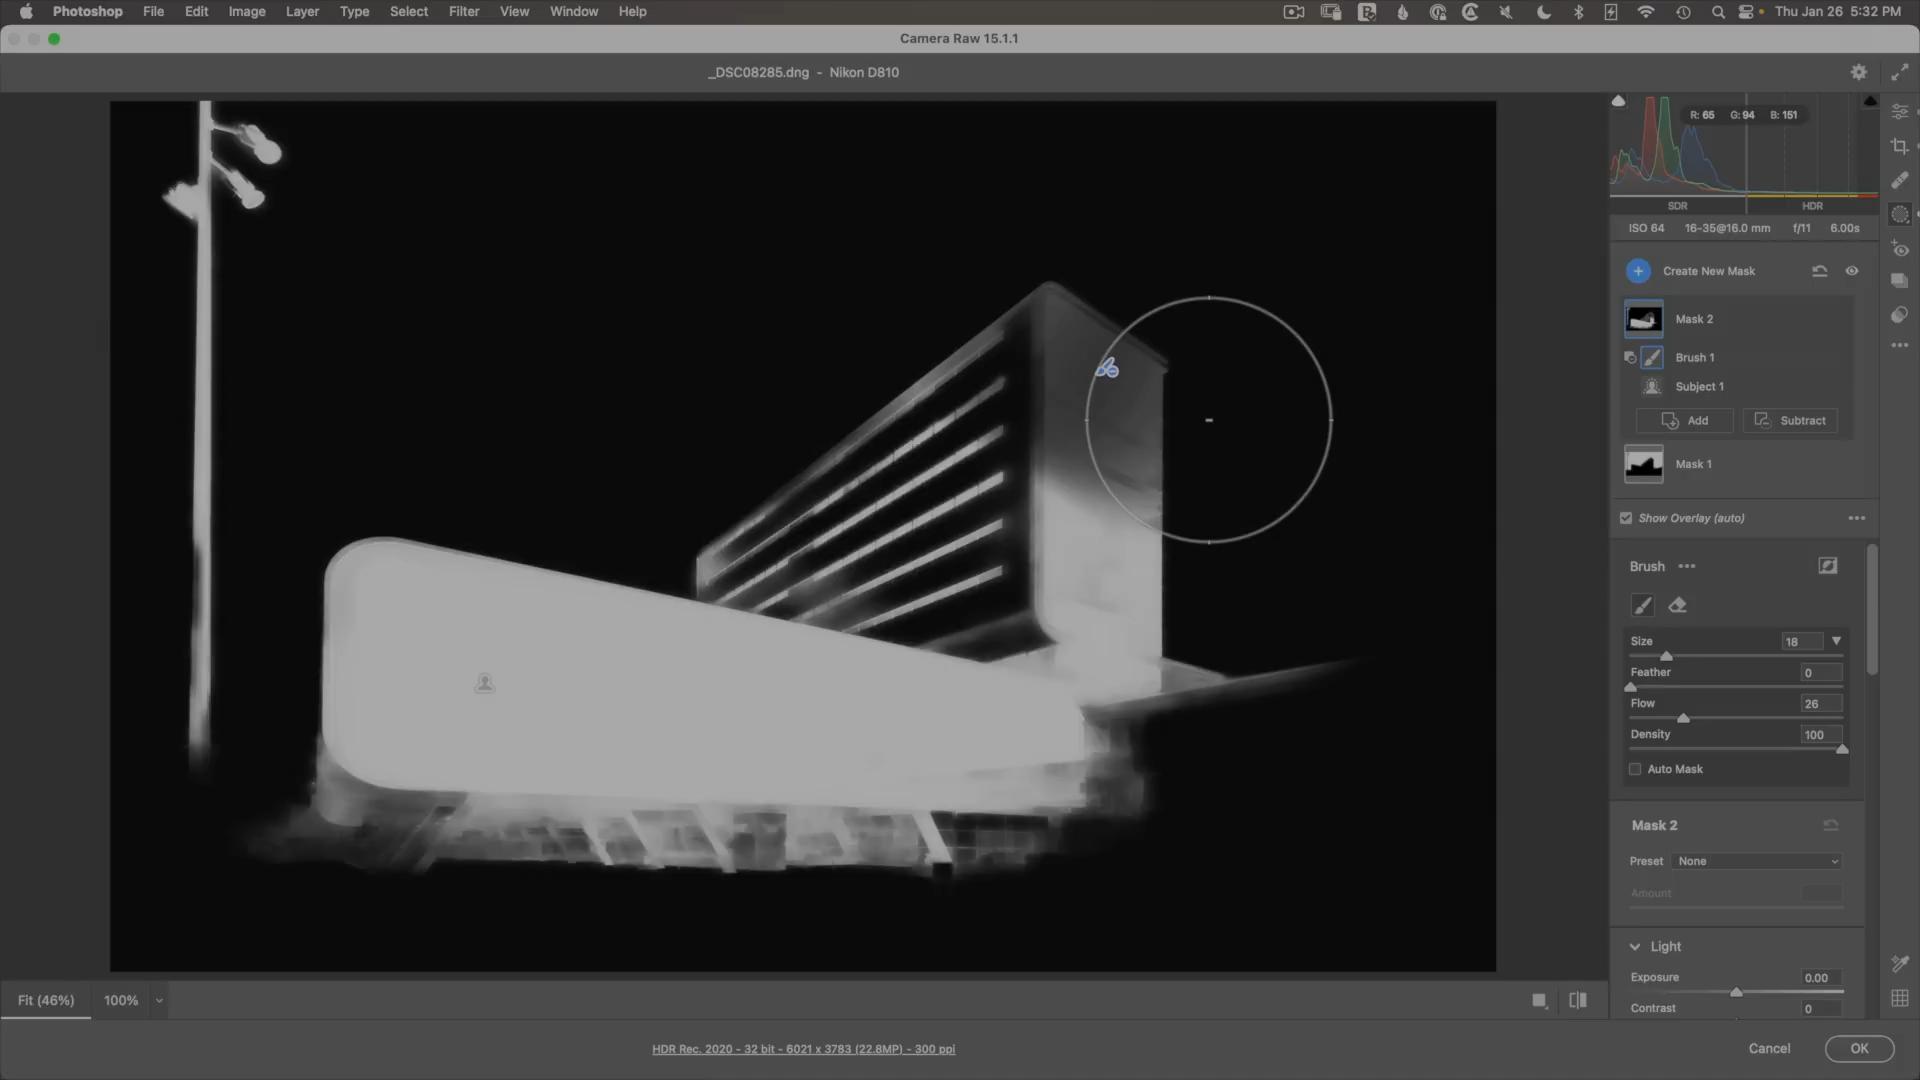 Photoshop File Edit Image Layer Type Select Filter View Window Help Thu Jan 26 5:32 PM
Camera Raw 15.1.1
_DSC08285.dng - Nikon D810
R: 65 G: 94 B: 151
SDR HDR
ISO 64 16-35@16.0 mm f/11 6.00s
Create New Mask
Mask 2
Brush 1
Subject 1
Add Subtract
Mask 1
Show Overlay (auto)
Brush
Size 18
Feather 0
Flow 26
Density 100
Auto Mask
Mask 2
Preset None
Amount
Light
Exposure 0.00
Contrast 0
Fit (46%) 100%
HDR Rec. 2020 - 32 bit - 6021 x 3783 (22.8MP) - 300 ppi
Cancel OK